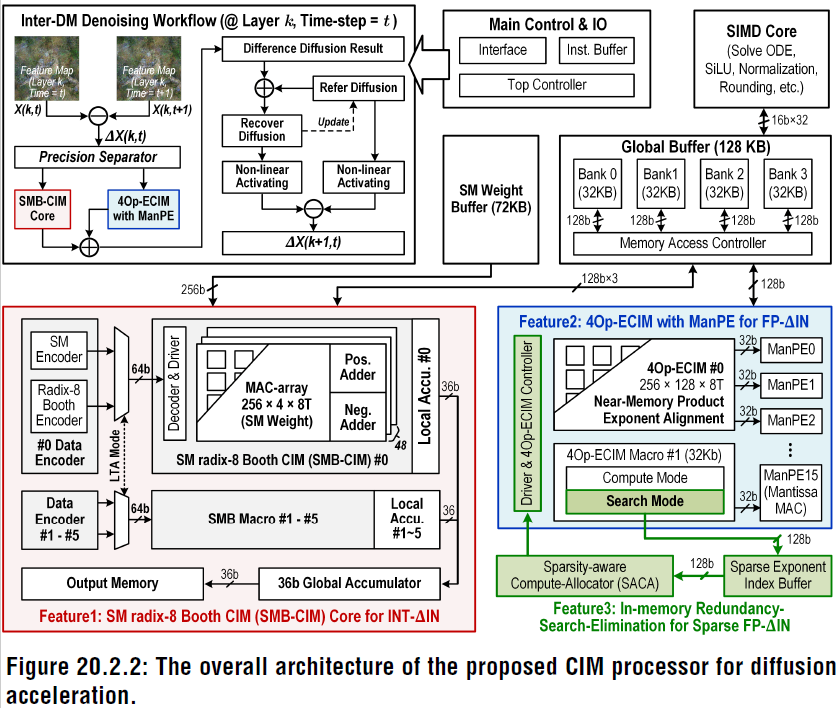 Inter-DM Denoising Workflow (@ Layer k, Time-step = t )
Feature Map
(Layer k,
Time = t)
Feature Map
(Layer k,
Time = t+1)
X(k,t)
X(k,t+1)
ΔX(k,t)
Precision Separator
SMB-CIM
Core
4Op-ECIM
with ManPE
Difference Diffusion Result
Refer Diffusion
Recover
Diffusion
Update
Non-linear
Activating
Non-linear
Activating
ΔX(k+1,t)
Main Control & IO
Interface
Inst. Buffer
Top Controller
SIMD Core
(Solve ODE,
SiLU, Normalization,
Rounding, etc.)
16b×32
SM Weight
Buffer (72KB)
Global Buffer (128 KB)
Bank 0
(32KB)
Bank1
(32KB)
Bank 2
(32KB)
Bank 3
(32KB)
128b
128b
128b
128b
Memory Access Controller
256b
128b×3
128b
SM
Encoder
Radix-8
Booth
Encoder
#0 Data
Encoder
LTA Mode
64b
Decoder & Driver
MAC-array
256 × 4 × 8T
(SM Weight)
Pos.
Adder
Neg.
Adder
48
SM radix-8 Booth CIM (SMB-CIM) #0
Local Accu. #0
36b
Data
Encoder
#1 - #5
64b
SMB Macro #1 - #5
Local
Accu.
#1~5
36
Output Memory
36b
36b Global Accumulator
Feature1: SM radix-8 Booth CIM (SMB-CIM) Core for INT-ΔIN
Feature2: 4Op-ECIM with ManPE for FP-ΔIN
Driver & 4Op-ECIM Controller
4Op-ECIM #0
256 × 128 × 8T
Near-Memory Product
Exponent Alignment
32b
ManPE0
32b
ManPE1
32b
ManPE2
4Op-ECIM Macro #1 (32Kb)
Compute Mode
Search Mode
32b
ManPE15
(Mantissa
MAC)
128b
Sparsity-aware
Compute-Allocator (SACA)
128b
Sparse Exponent
Index Buffer
Feature3: In-memory Redundancy-
Search-Elimination for Sparse FP-ΔIN
Figure 20.2.2: The overall architecture of the proposed CIM processor for diffusion
acceleration.